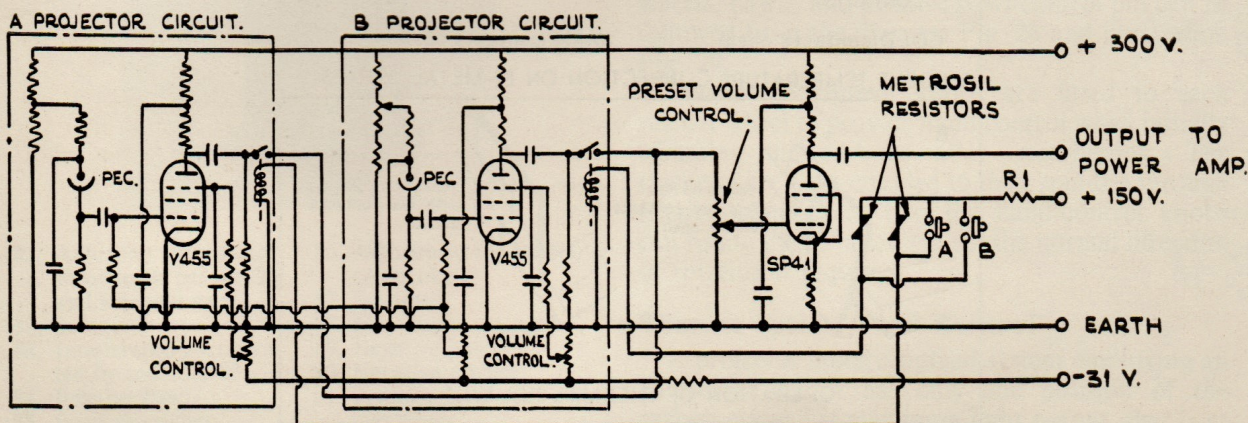 A PROJECTOR CIRCUIT.
B PROJECTOR CIRCUIT.
+ 300 V.
PRESET VOLUME
CONTROL.
METROSIL
RESISTORS
OUTPUT TO
POWER AMP.
R1
+ 150 V.
PEC.
PEC
V455
V455
SP41
A
B
EARTH
VOLUME
CONTROL.
VOLUME
CONTROL.
-31 V.